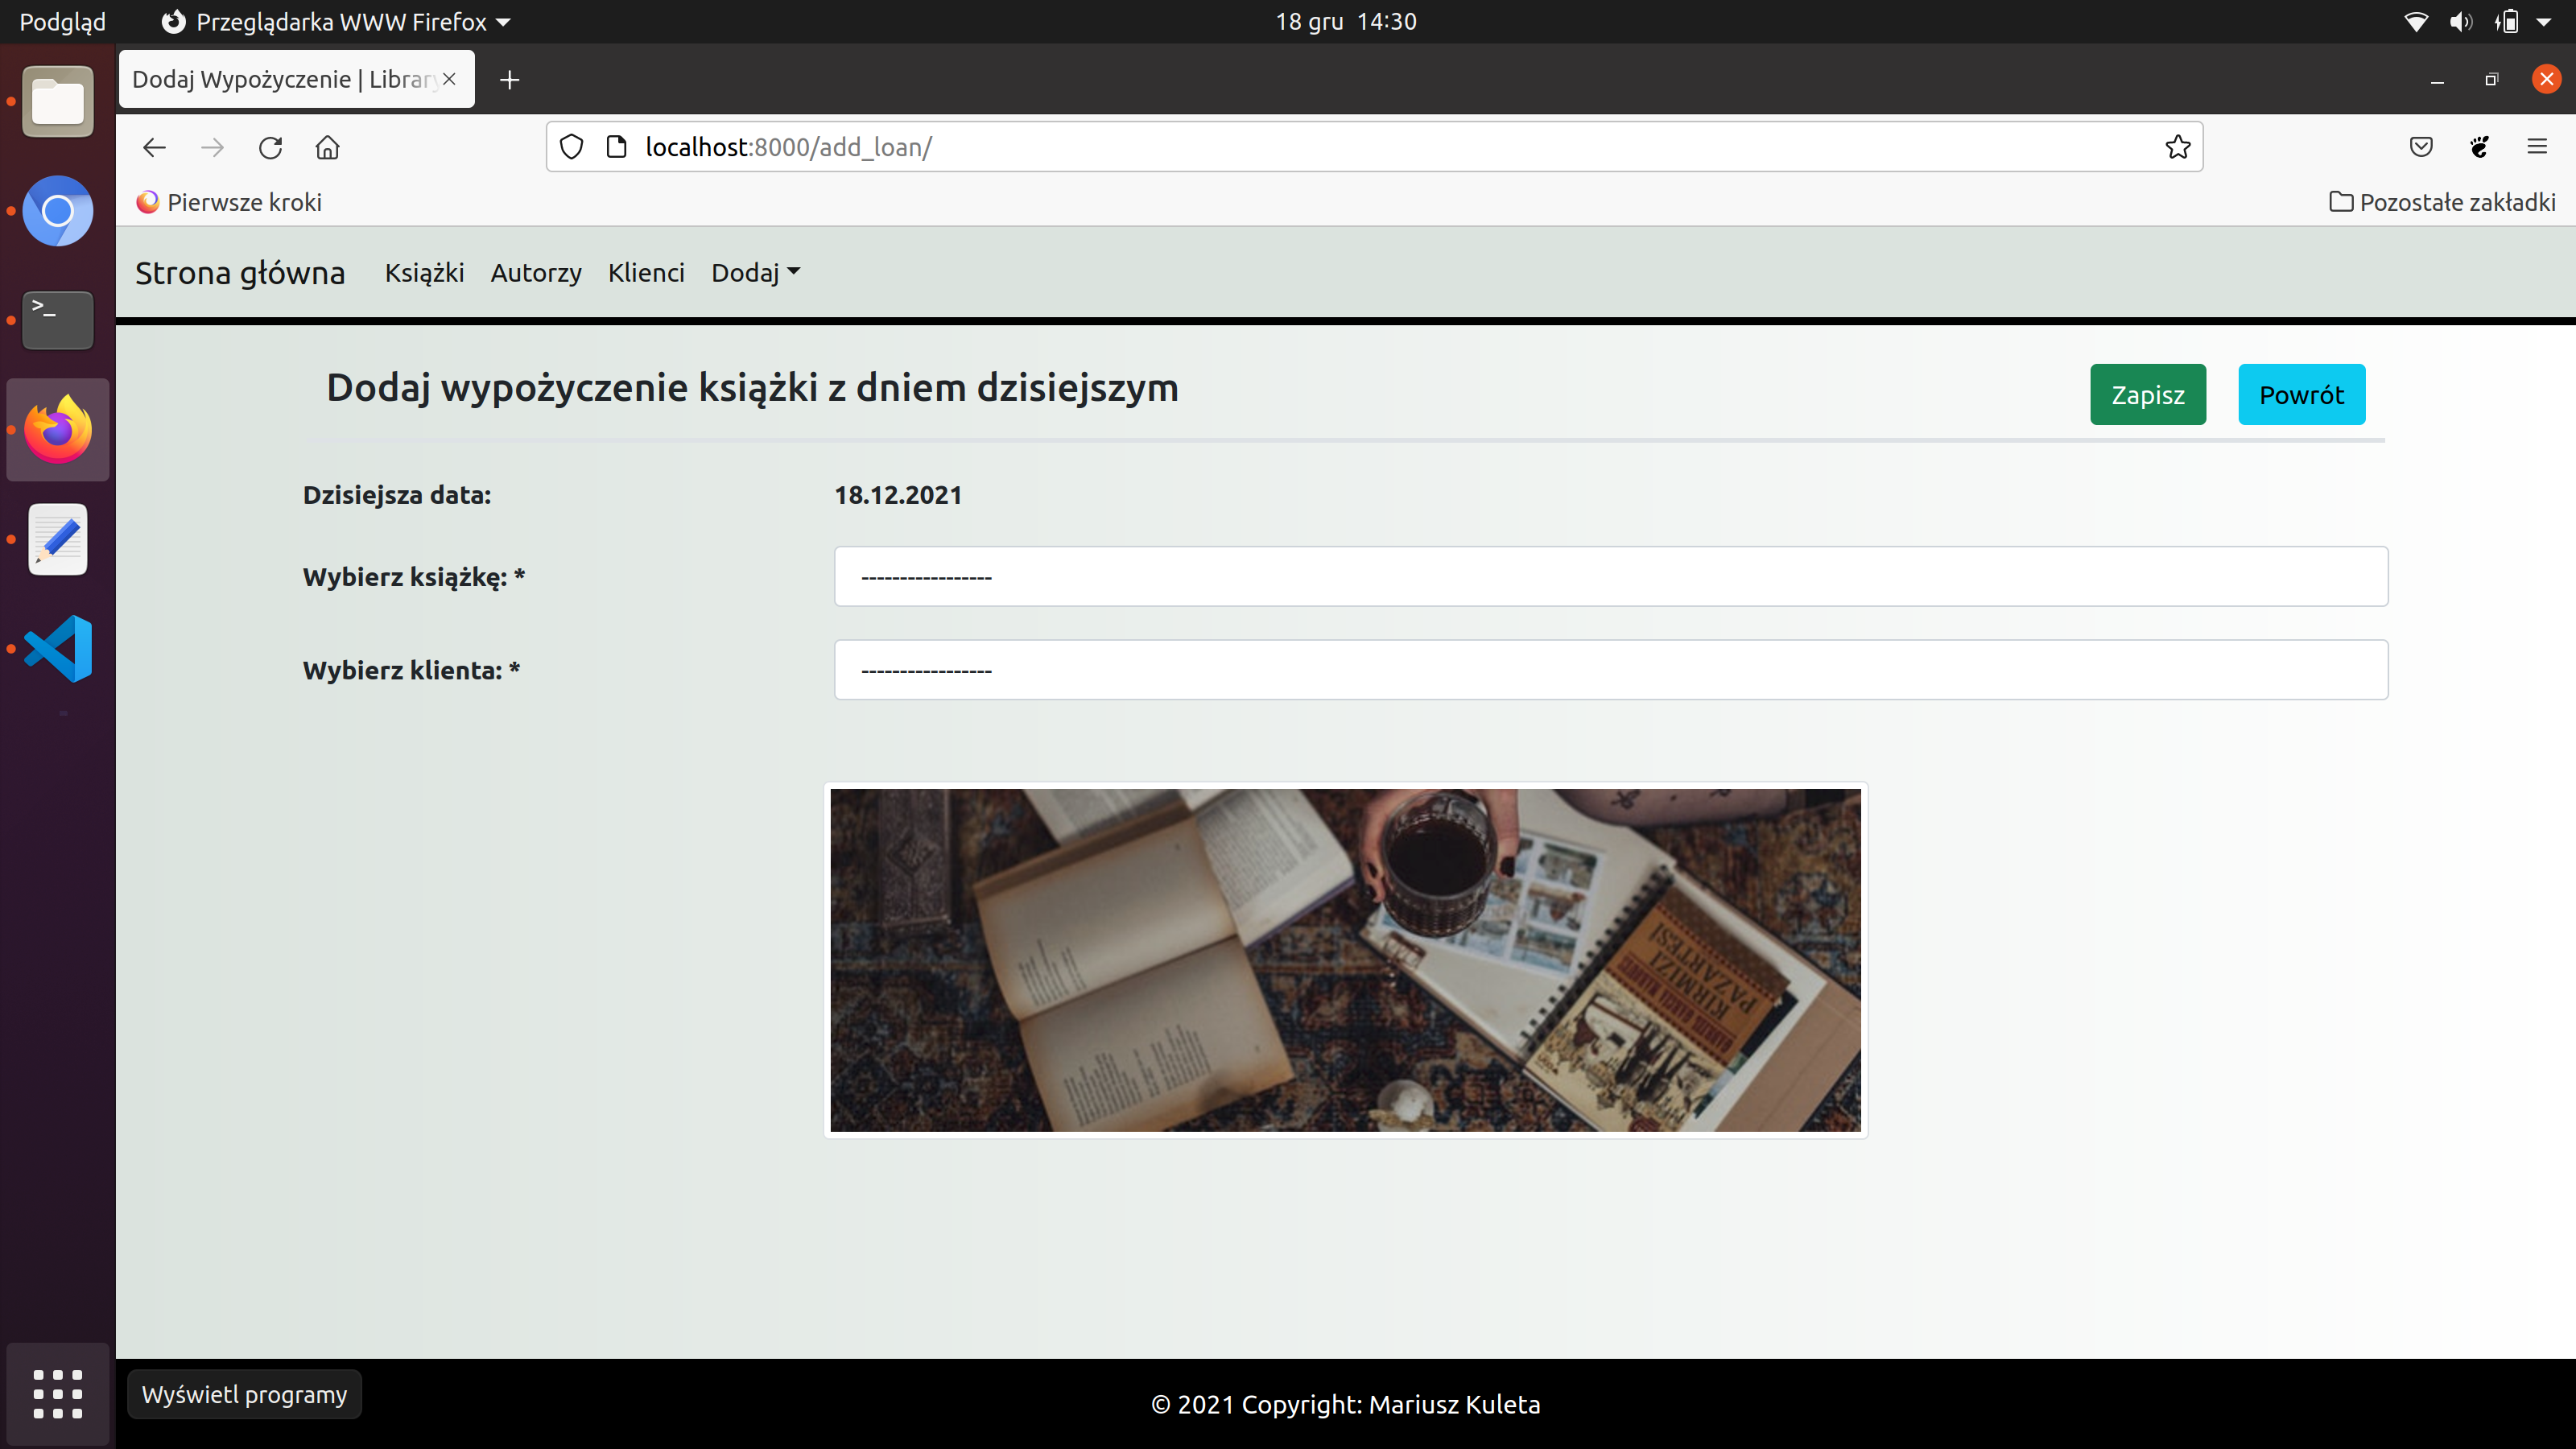 Podgląd Przeglądarka WWW Firefox 18 gru 14:30
Dodaj Wypożyczenie | Library
localhost:8000/add_loan/
Pierwsze kroki Pozostałe zakładki
Strona główna Książki Autorzy Klienci Dodaj
Dodaj wypożyczenie książki z dniem dzisiejszym Zapisz Powrót
Dzisiejsza data: 18.12.2021
Wybierz książkę: * -----------------
Wybierz klienta: * -----------------
KIRMIZI
PAZARTESİ
Wyświetl programy
© 2021 Copyright: Mariusz Kuleta